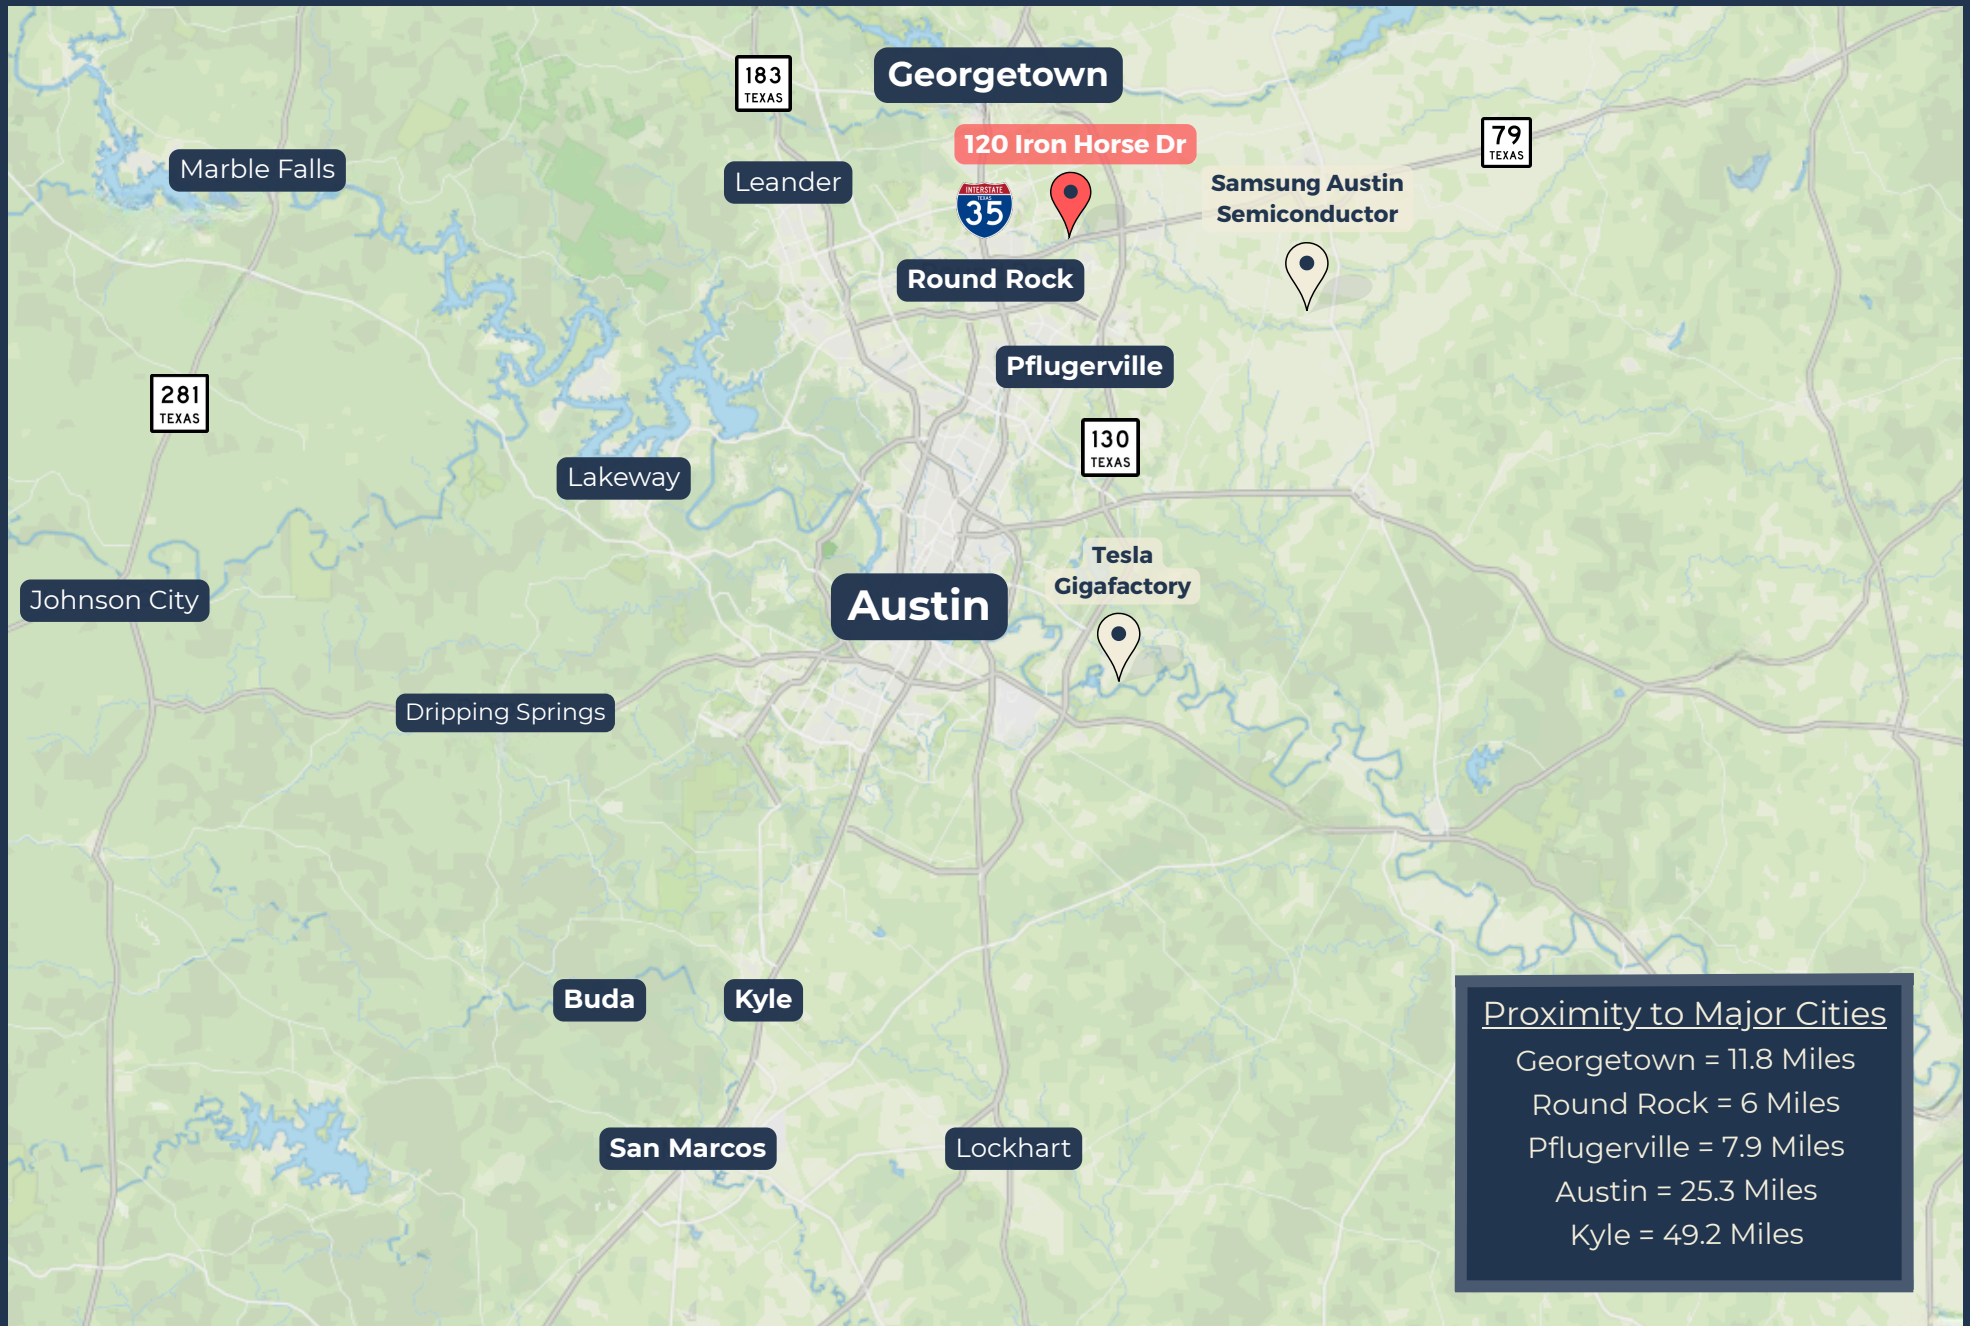 Georgetown
183
TEXAS
79
TEXAS
120 Iron Horse Dr
Marble Falls
Leander
INTERSTATE
TEXAS
35
Samsung Austin
Semiconductor
Round Rock
Pflugerville
281
TEXAS
130
TEXAS
Lakeway
Tesla
Gigafactory
Johnson City
Austin
Dripping Springs
Buda
Kyle
San Marcos
Lockhart
Proximity to Major Cities
Georgetown = 11.8 Miles
Round Rock = 6 Miles
Pflugerville = 7.9 Miles
Austin = 25.3 Miles
Kyle = 49.2 Miles